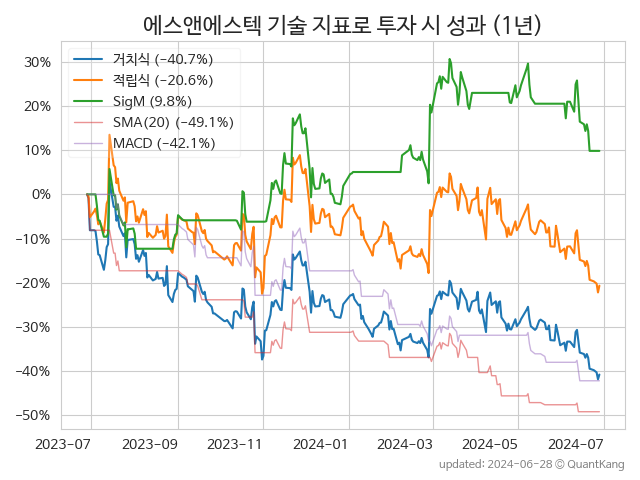 에스앤에스텍 기술 지표로 투자 시 성과 (1년)
거치식 (−40.7%)
적립식 (−20.6%)
SigM (9.8%)
SMA(20) (−49.1%)
MACD (−42.1%)
30%
20%
10%
0%
−10%
−20%
−30%
−40%
−50%
2023-07 2023-09 2023-11 2024-01 2024-03 2024-05 2024-07
updated: 2024-06-28 © QuantKang